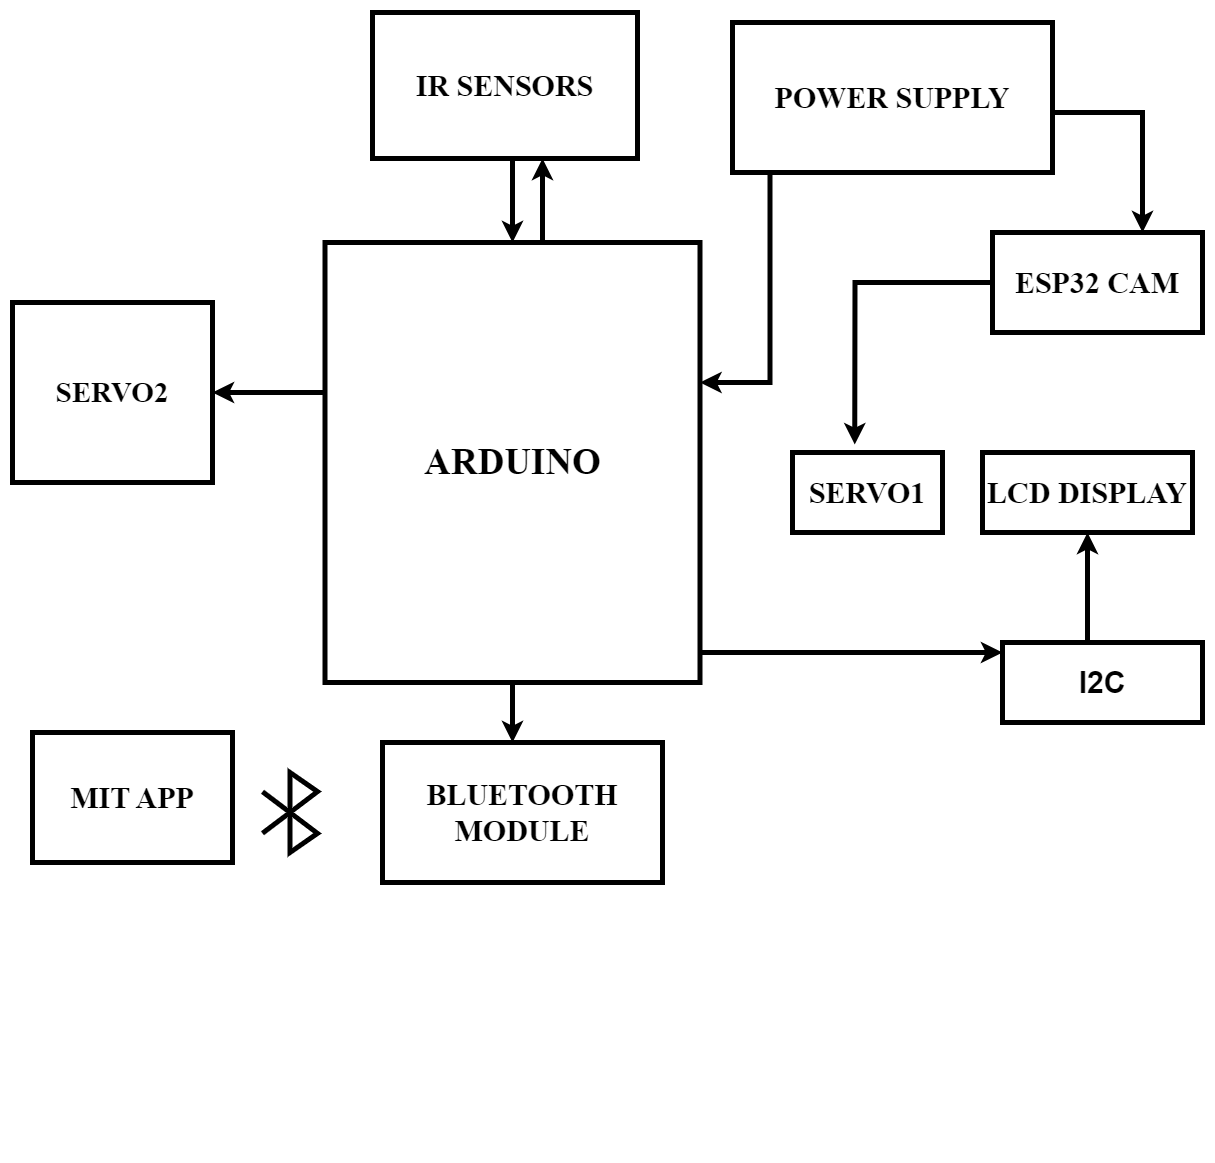 IR SENSORS
POWER SUPPLY
ESP32 CAM
SERVO2
ARDUINO
SERVO1
LCD DISPLAY
I2C
MIT APP
BLUETOOTH
MODULE